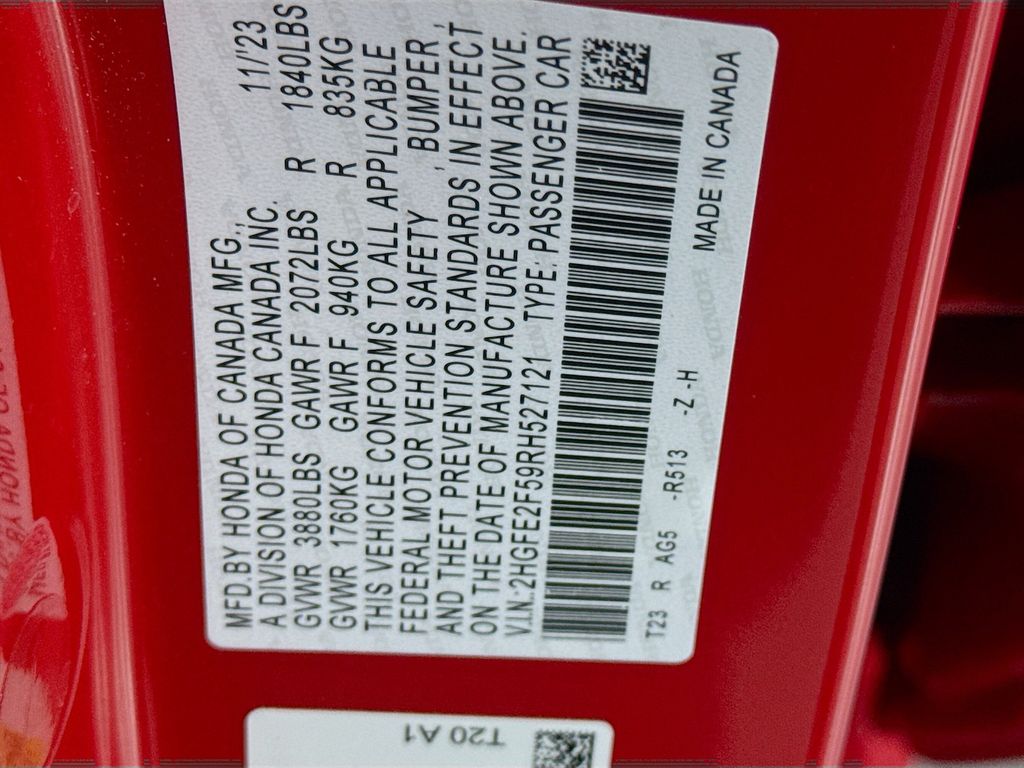 MFD.BY HONDA OF CANADA MFG., 11/'23
A DIVISION OF HONDA CANADA INC.
GVWR 3880LBS GAWR F 2072LBS R 1840LBS
GVWR 1760KG GAWR F 940KG R 835KG
THIS VEHICLE CONFORMS TO ALL APPLICABLE
FEDERAL MOTOR VEHICLE SAFETY , BUMPER ,
AND THEFT PREVENTION STANDARDS IN EFFECT
ON THE DATE OF MANUFACTURE SHOWN ABOVE.
V.I.N.:2HGFE2F59RH527121 TYPE: PASSENGER CAR
T23 R AG5 -R513 -Z -H
MADE IN CANADA
T20 A1